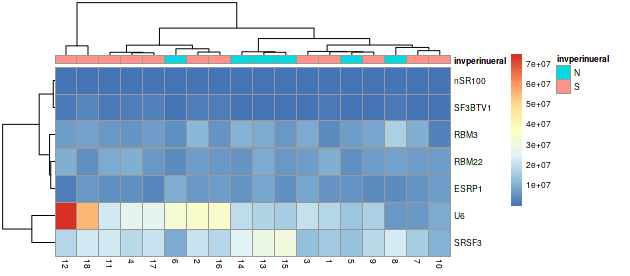 invperinueral
nSR100
SF3BTV1
RBM3
RBM22
ESRP1
U6
SRSF3
12 18 11 4 17 6 2 16 14 13 15 3 1 5 9 8 7 10
7e+07
6e+07
5e+07
4e+07
3e+07
2e+07
1e+07
invperinueral
N
S